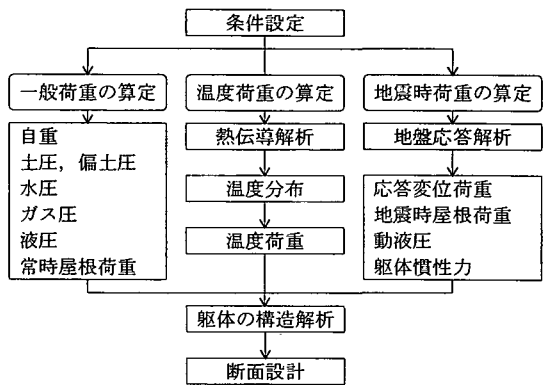 条件設定
一般荷重の算定
温度荷重の算定
地震時荷重の算定
自重
土圧，偏土圧
水圧
ガス圧
液圧
常時屋根荷重
熱伝導解析
温度分布
温度荷重
地盤応答解析
応答変位荷重
地震時屋根荷重
動液圧
躯体慣性力
躯体の構造解析
断面設計